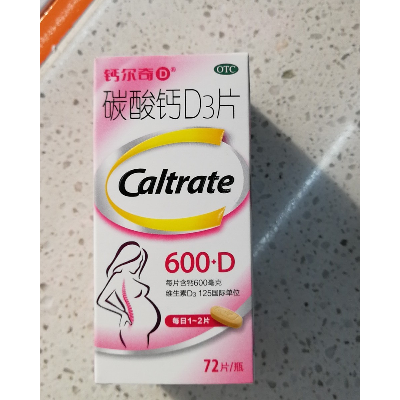 钙尔奇D®
OTC
碳酸钙D3片
Caltrate
600+D
每片含钙600毫克
维生素D3 125国际单位
每日1~2片
72片/瓶